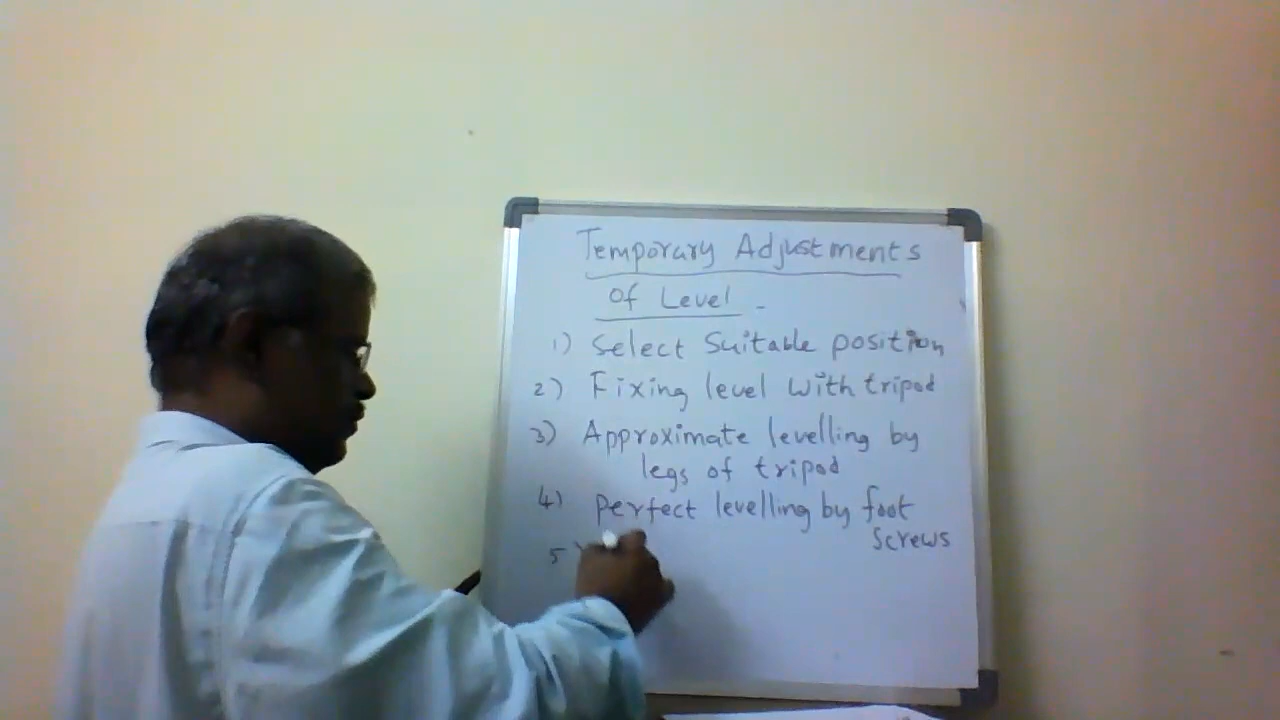 Temporary Adjustments
Of Level -
1) Select Suitable position
2) Fixing level with tripod
3) Approximate levelling by
legs of tripod
4) perfect levelling by foot
Screws
5)